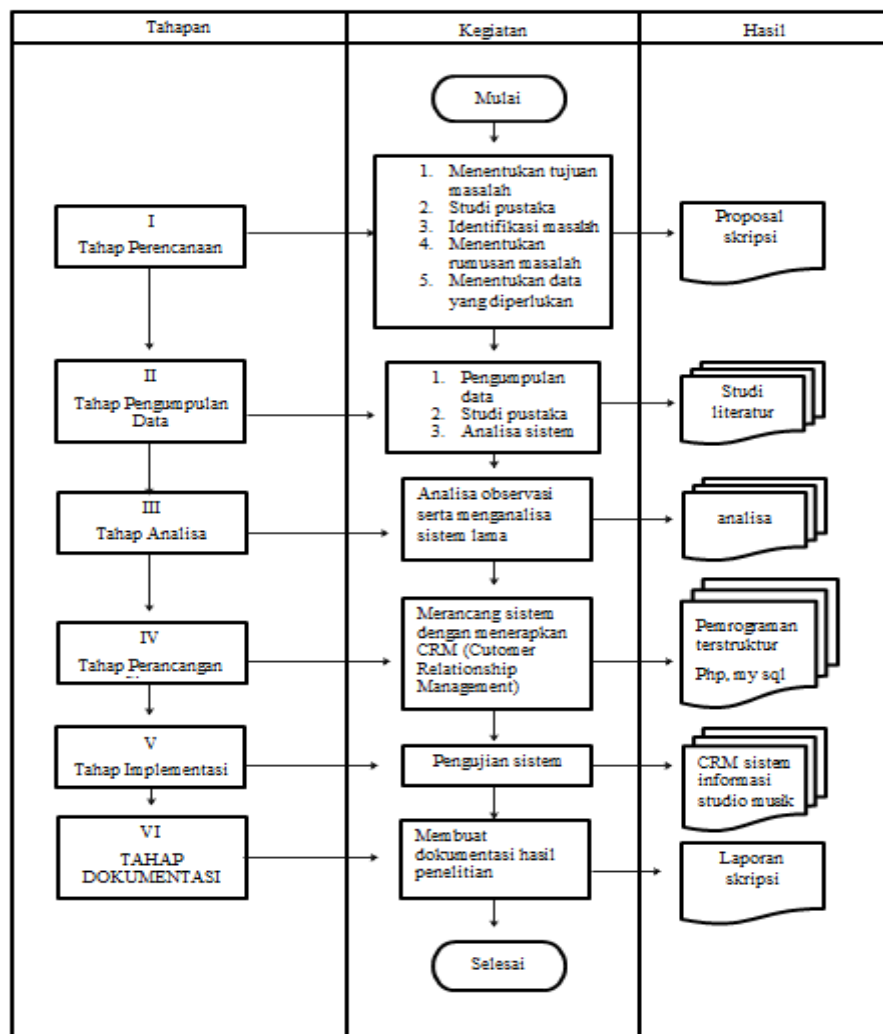 Tahapan
Kegiatan
Hasil
Mulai
I
Tahap Perencanaan
1. Menentukan tujuan
masalah
2. Studi pustaka
3. Identifikasi masalah
4. Menentukan
rumusan masalah
5. Menentukan data
yang diperlukan
Proposal
skripsi
II
Tahap Pengumpulan
Data
1. Pengumpulan
data
2. Studi pustaka
3. Analisa sistem
Studi
literatur
III
Tahap Analisa
Analisa observasi
serta menganalisa
sistem lama
analisa
IV
Tahap Perancangan
Merancang sistem
dengan menerapkan
CRM (Cutomer
Relationship
Management)
Pemrograman
terstruktur
Php, my sql
V
Tahap Implementasi
Pengujian sistem
CRM sistem
informasi
studio musik
VI
TAHAP
DOKUMENTASI
Membuat
dokumentasi hasil
penelitian
Laporan
skripsi
Selesai